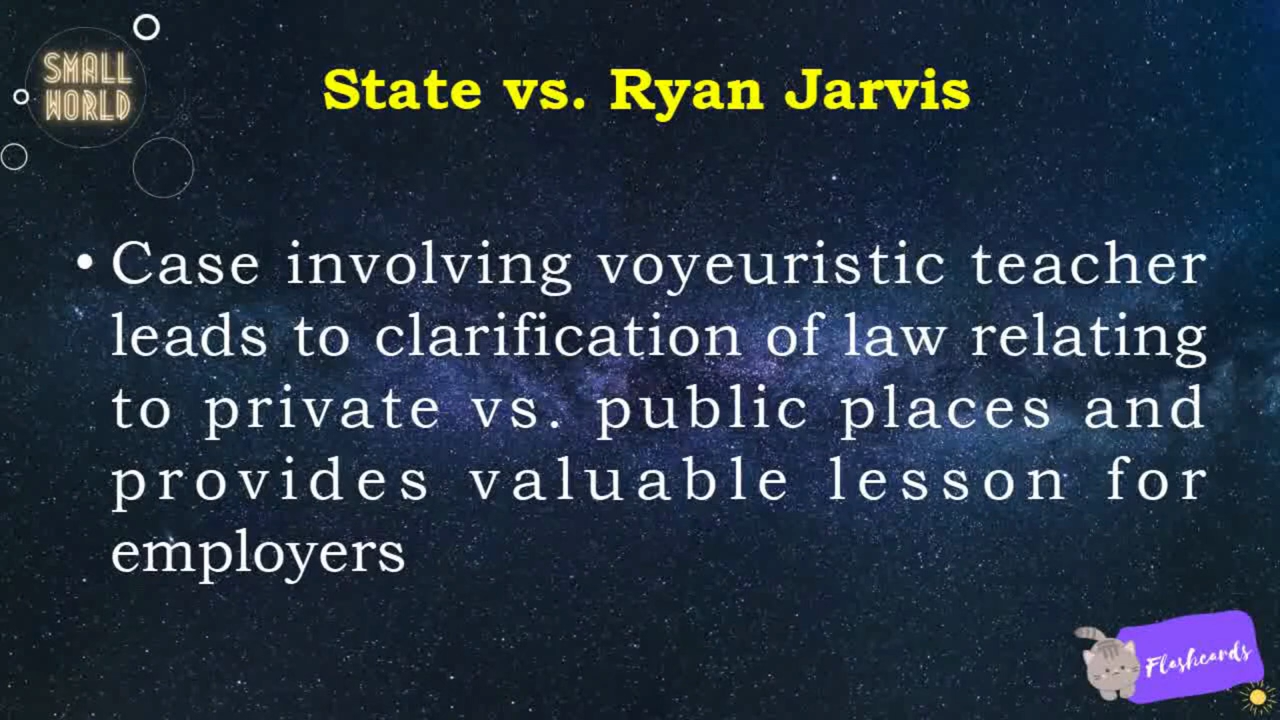 SMALL
WORLD
State vs. Ryan Jarvis
• Case involving voyeuristic teacher
leads to clarification of law relating
to private vs. public places and
provides valuable lesson for
employers
Flashcards